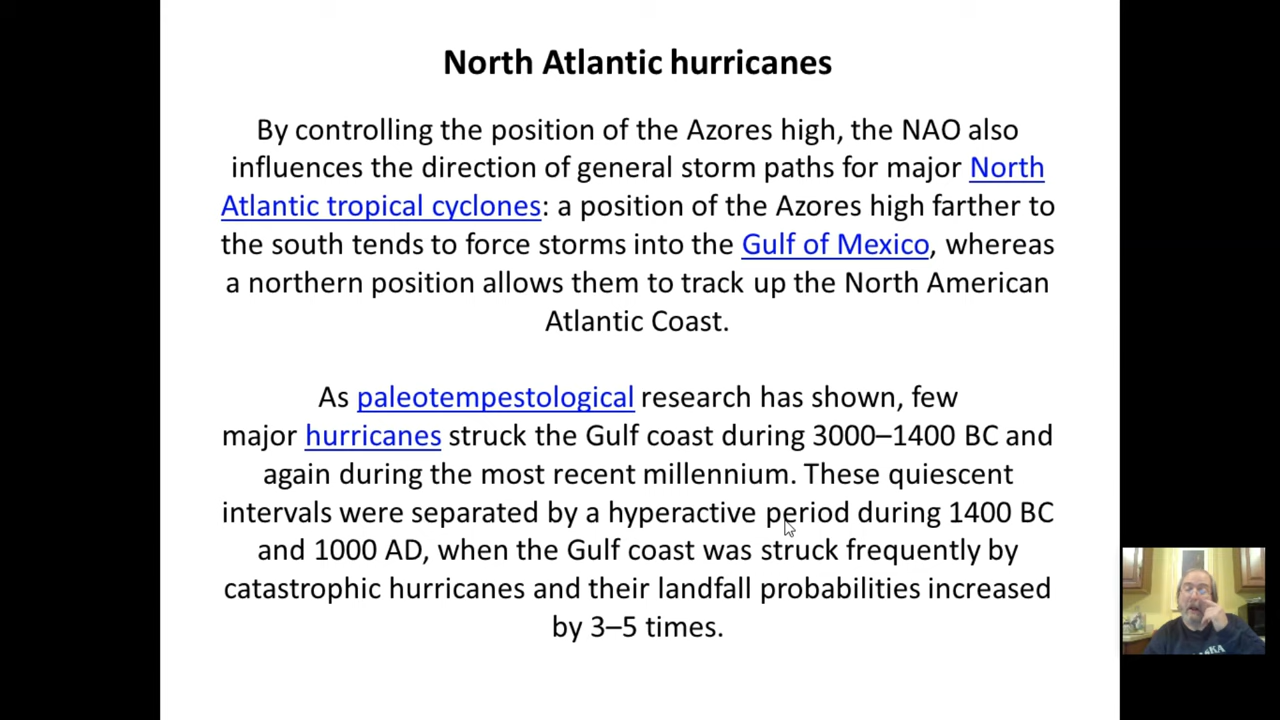 North Atlantic hurricanes
By controlling the position of the Azores high, the NAO also
influences the direction of general storm paths for major North
Atlantic tropical cyclones: a position of the Azores high farther to
the south tends to force storms into the Gulf of Mexico, whereas
a northern position allows them to track up the North American
Atlantic Coast.
As paleotempestological research has shown, few
major hurricanes struck the Gulf coast during 3000–1400 BC and
again during the most recent millennium. These quiescent
intervals were separated by a hyperactive period during 1400 BC
and 1000 AD, when the Gulf coast was struck frequently by
catastrophic hurricanes and their landfall probabilities increased
by 3–5 times.